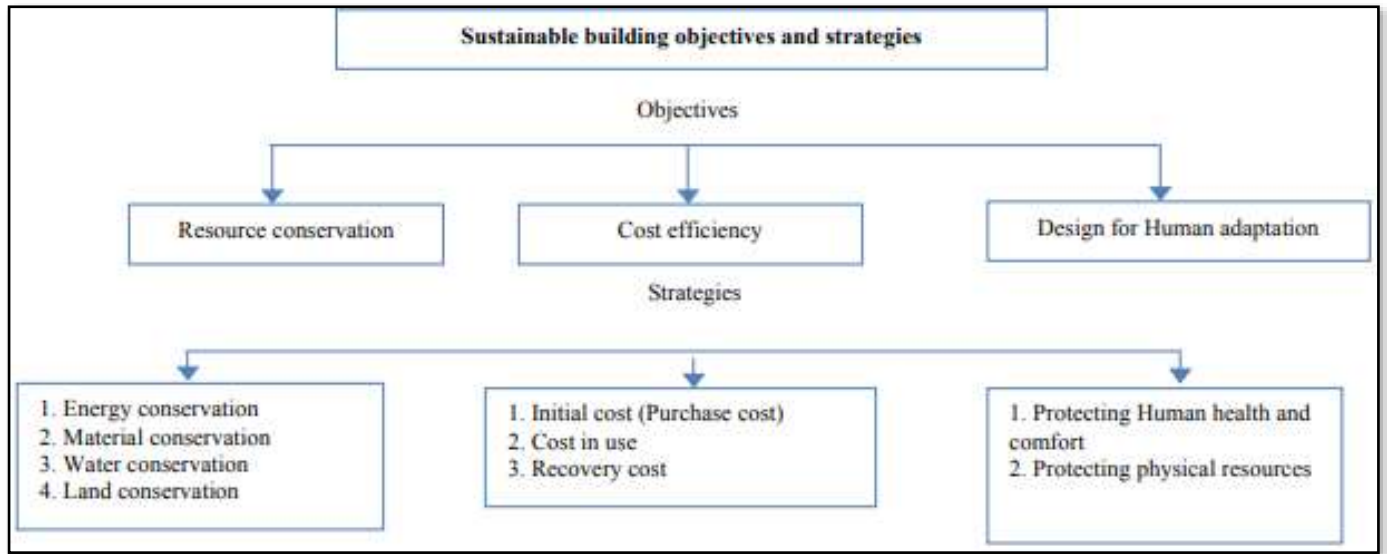 Sustainable building objectives and strategies
Objectives
Resource conservation
Cost efficiency
Design for Human adaptation
Strategies
1. Energy conservation
2. Material conservation
3. Water conservation
4. Land conservation
1. Initial cost (Purchase cost)
2. Cost in use
3. Recovery cost
1. Protecting Human health and
comfort
2. Protecting physical resources